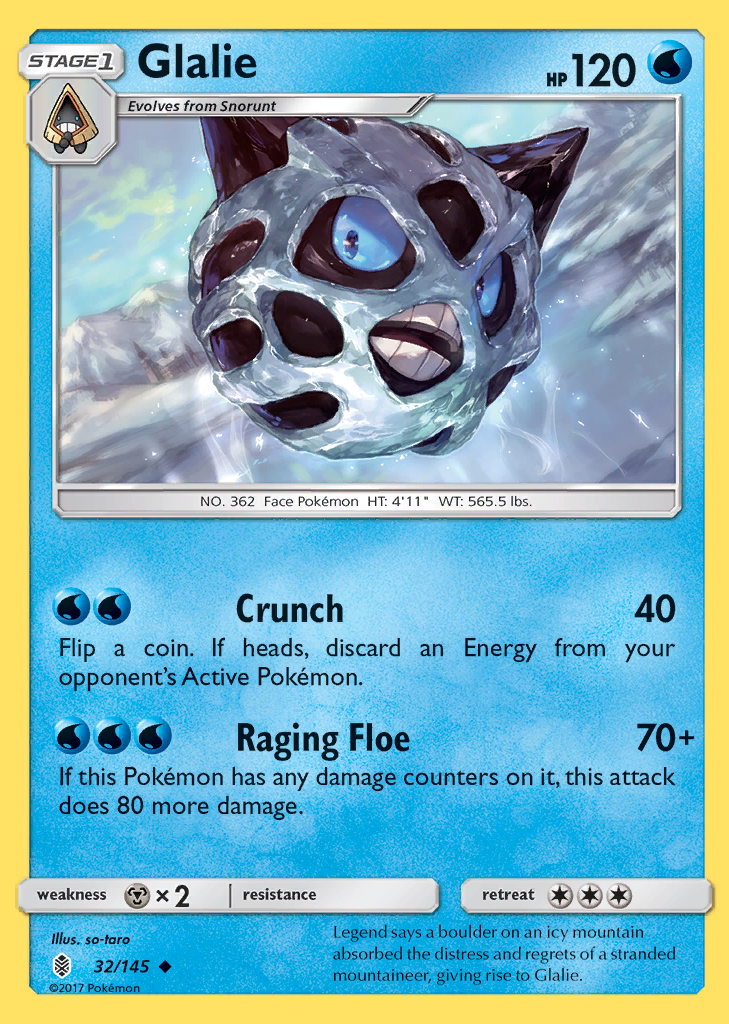 STAGE1
Glalie
HP 120
Evolves from Snorunt
NO. 362 Face Pokémon HT: 4'11" WT: 565.5 lbs.
Crunch 40
Flip a coin. If heads, discard an Energy from your
opponent's Active Pokémon.
Raging Floe 70+
If this Pokémon has any damage counters on it, this attack
does 80 more damage.
weakness ×2 resistance retreat
Illus. so-taro
32/145
©2017 Pokémon
Legend says a boulder on an icy mountain
absorbed the distress and regrets of a stranded
mountaineer, giving rise to Glalie.